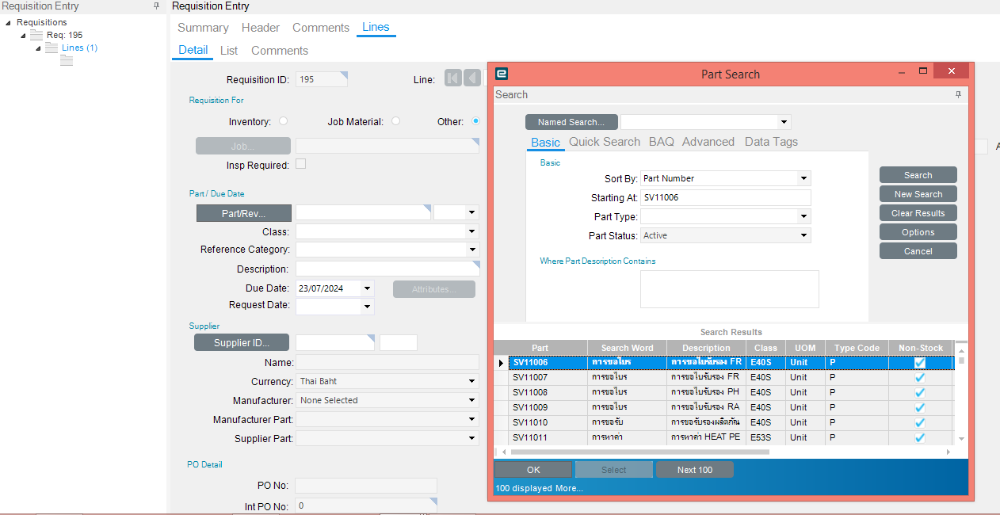 Requisition Entry
Requisition Entry
Requisitions
Req: 195
Lines (1)
Summary Header Comments Lines
Detail List Comments
Requisition ID: 195 Line:
Requisition For
Inventory: Job Material: Other:
Job...
Insp Required:
Part / Due Date
Part/Rev...
Class:
Reference Category:
Description:
Due Date: 23/07/2024 Attributes...
Request Date:
Supplier
Supplier ID...
Name:
Currency: Thai Baht
Manufacturer: None Selected
Manufacturer Part:
Supplier Part:
PO Detail
PO No:
Int PO No: 0
Part Search
Search
Named Search...
Basic Quick Search BAQ Advanced Data Tags
Basic
Sort By: Part Number
Starting At: SV11006
Part Type:
Part Status: Active
Where Part Description Contains
Search
New Search
Clear Results
Options
Cancel
Search Results
Part Search Word Description Class UOM Type Code Non-Stock
SV11006 การขอใบร การขอใบรับรอง FR E40S Unit P
SV11007 การขอใบร การขอใบรับรอง FR E40S Unit P
SV11008 การขอใบร การขอใบรับรอง PH E40S Unit P
SV11009 การขอใบร การขอใบรับรอง RA E40S Unit P
SV11010 การขอรับ การขอรับรองผลิตภัณ E40S Unit P
SV11011 การหาค่า การหาค่า HEAT PE E53S Unit P
OK Select Next 100
100 displayed More...